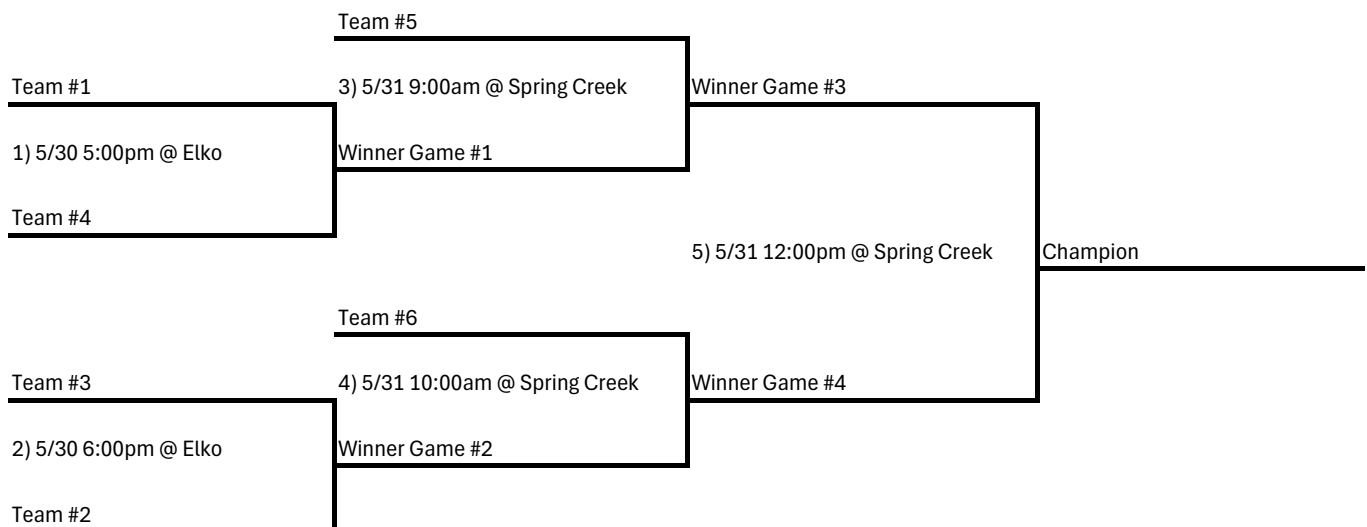 Team #5
Team #1
3) 5/31 9:00am @ Spring Creek
Winner Game #3
1) 5/30 5:00pm @ Elko
Winner Game #1
Team #4
5) 5/31 12:00pm @ Spring Creek
Champion
Team #6
Team #3
4) 5/31 10:00am @ Spring Creek
Winner Game #4
2) 5/30 6:00pm @ Elko
Winner Game #2
Team #2